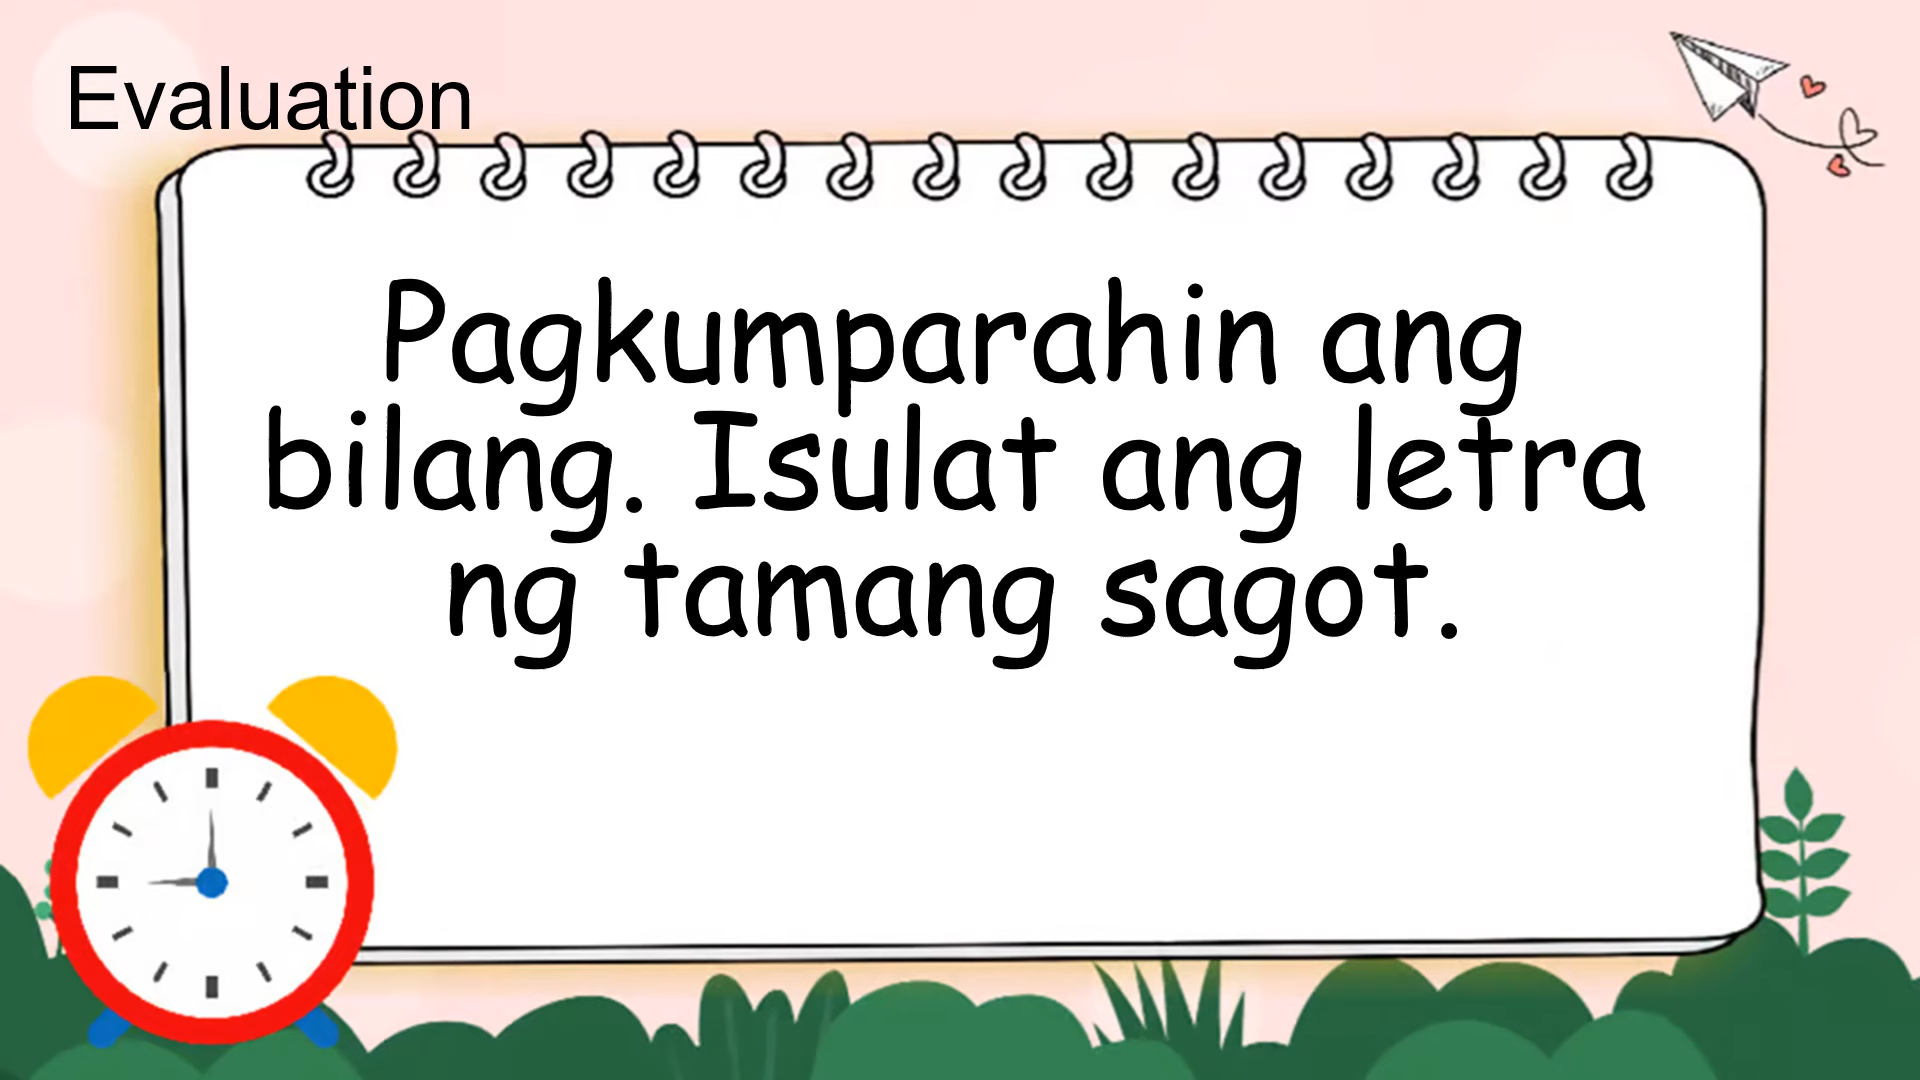 Evaluation
Pagkumparahin ang
bilang. Isulat ang letra
ng tamang sagot.